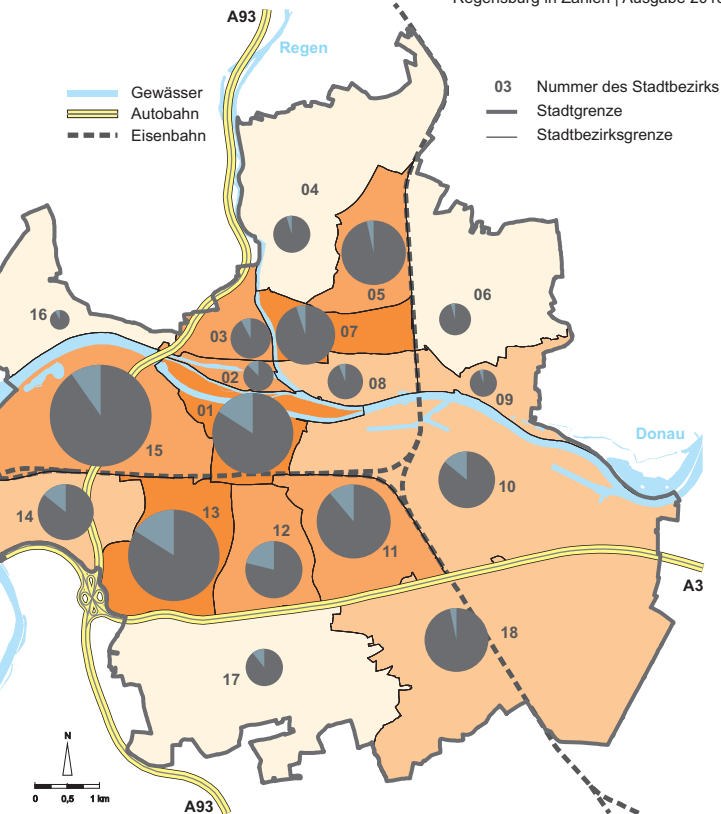 Regensburg in Zahlen | Ausgabe 2018
A93
Regen
Gewässer
Autobahn
Eisenbahn
03 Nummer des Stadtbezirks
Stadtgrenze
Stadtbezirksgrenze
04
05
06
16
03
07
02
08
01
09
15
Donau
10
14
13
12
11
A3
18
17
N
0 0,5 1 km
A93